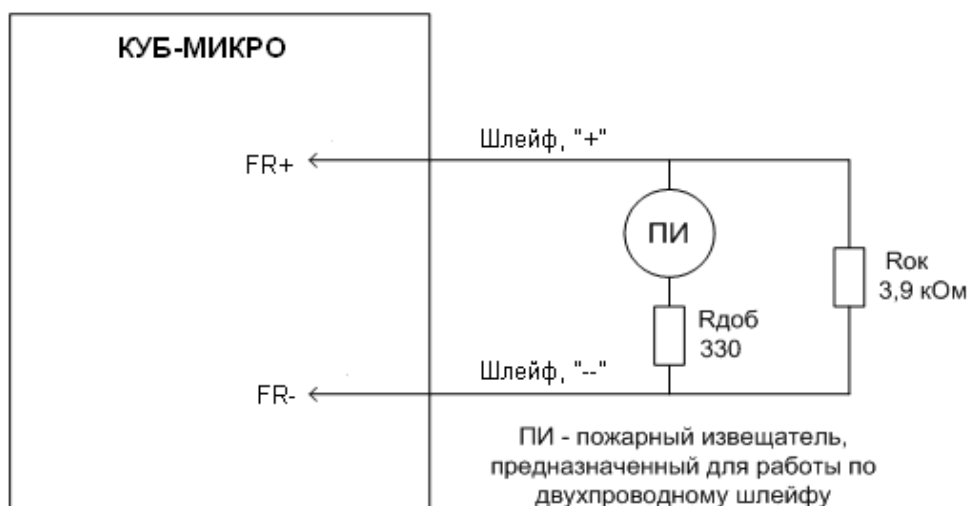 КУБ-МИКРО
Шлейф, "+"
FR+
ПИ
Rок
3,9 кОм
Rдоб
330
Шлейф, "--"
FR-
ПИ - пожарный извещатель,
предназначенный для работы по
двухпроводному шлейфу